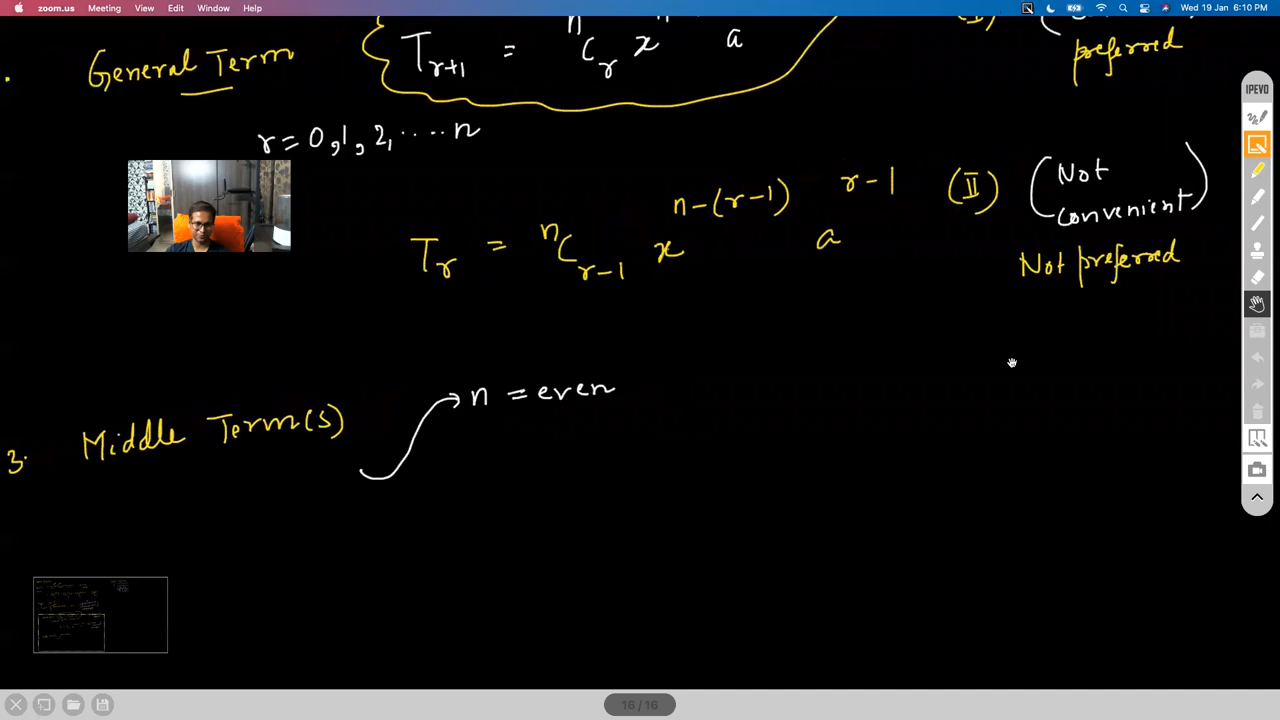 zoom.us Meeting View Edit Window Help Wed 19 Jan 6:10 PM
(I)
General Term T_{r+1} = ^nC_r x a preferred
IPEVO
r = 0, 1, 2, ..... n
T_r = ^nC_{r-1} x^{n-(r-1)} a^{r-1} (II) (Not convenient)
Not preferred
3. Middle Term(s) → n = even
16 / 16